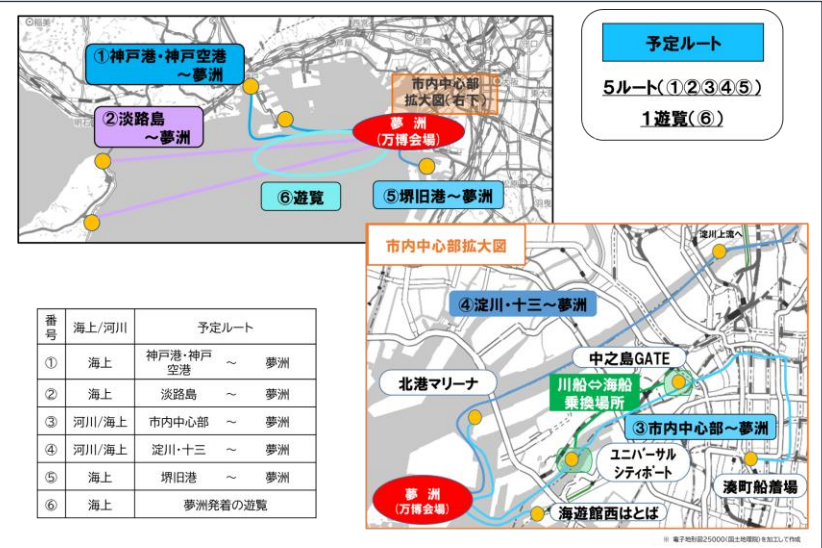 ①神戸港・神戸空港
～夢洲
②淡路島
～夢洲
市内中心部
拡大図(右下)
夢洲
(万博会場)
⑥遊覧
⑤堺旧港～夢洲
予定ルート
5ルート(①②③④⑤)
1遊覧(⑥)
市内中心部拡大図
淀川上流へ
④淀川・十三～夢洲
中之島GATE
北港マリーナ
川船⇔海船
乗換場所
③市内中心部～夢洲
ユニバーサル
シティポート
湊町船着場
夢洲
(万博会場)
海遊館西はとば
番号 海上/河川 予定ルート
① 海上 神戸港・神戸空港 ～ 夢洲
② 海上 淡路島 ～ 夢洲
③ 河川/海上 市内中心部 ～ 夢洲
④ 河川/海上 淀川・十三 ～ 夢洲
⑤ 海上 堺旧港 ～ 夢洲
⑥ 海上 夢洲発着の遊覧
※ 電子地形図25000(国土地理院)を加工して作成